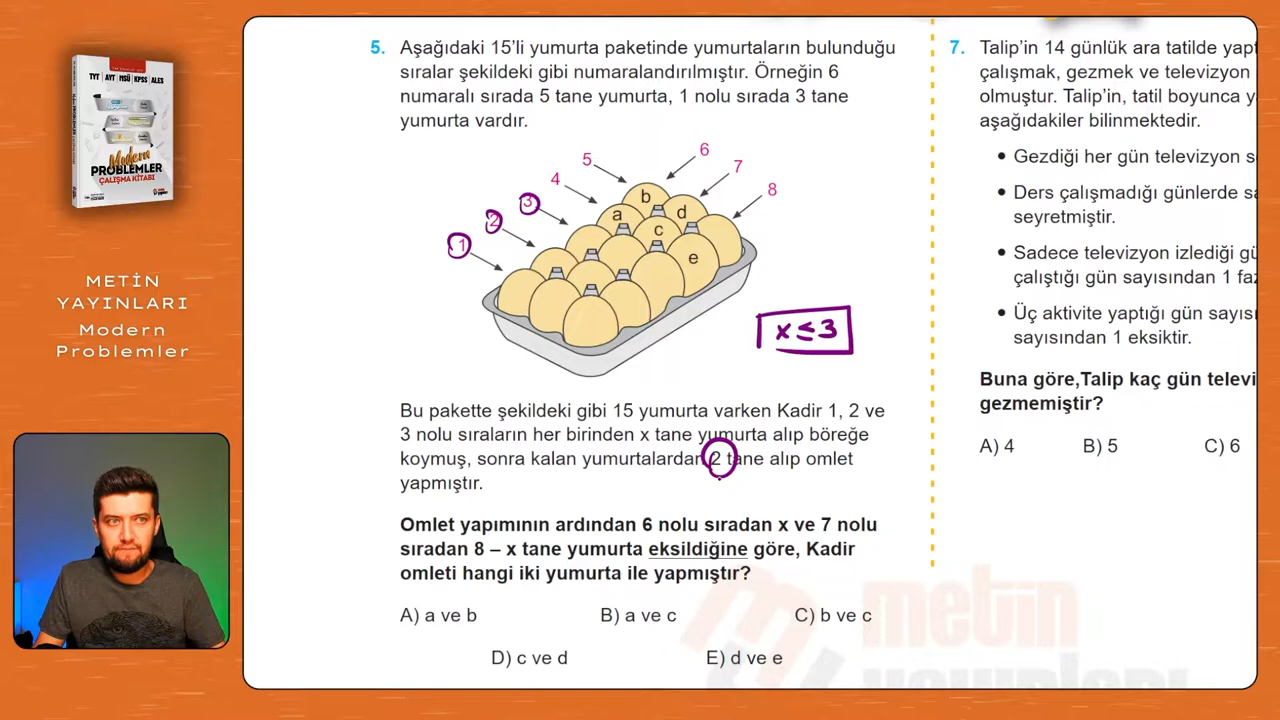 TYT | AYT | MSÜ | KPSS | ALES
Modern
PROBLEMLER
ÇALIŞMA KİTABI
METİN
YAYINLARI
Modern
Problemler
5. Aşağıdaki 15'li yumurta paketinde yumurtaların bulunduğu
sıralar şekildeki gibi numaralandırılmıştır. Örneğin 6
numaralı sırada 5 tane yumurta, 1 nolu sırada 3 tane
yumurta vardır.
1
2
3
4
5
6
7
8
b
a
d
c
e
x ≤ 3
Bu pakette şekildeki gibi 15 yumurta varken Kadir 1, 2 ve
3 nolu sıraların her birinden x tane yumurta alıp böreğe
koymuş, sonra kalan yumurtalardan 2 tane alıp omlet
yapmıştır.
Omlet yapımının ardından 6 nolu sıradan x ve 7 nolu
sıradan 8 – x tane yumurta eksildiğine göre, Kadir
omleti hangi iki yumurta ile yapmıştır?
A) a ve b B) a ve c C) b ve c
D) c ve d E) d ve e
7. Talip'in 14 günlük ara tatilde yapt
çalışmak, gezmek ve televizyon
olmuştur. Talip'in, tatil boyunca y
aşağıdakiler bilinmektedir.
• Gezdiği her gün televizyon s
• Ders çalışmadığı günlerde sa
seyretmiştir.
• Sadece televizyon izlediği gü
çalıştığı gün sayısından 1 faz
• Üç aktivite yaptığı gün sayısı
sayısından 1 eksiktir.
Buna göre,Talip kaç gün televi
gezmemiştir?
A) 4 B) 5 C) 6
metin
yayınları